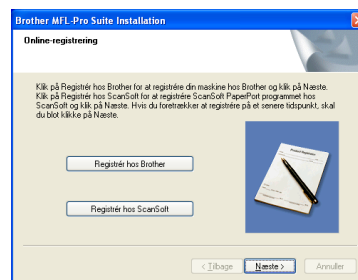 Brother MFL-Pro Suite Installation
Online-registrering
Klik på Registrér hos Brother for at registrére din maskine hos Brother og klik på Næste.
Klik på Registrér hos ScanSoft for at registrére ScanSoft PaperPort programmet hos
ScanSoft og klik på Næste. Hvis du foretrækker at registrére på et senere tidspunkt, skal
du blot klikke på Næste.
Registrér hos Brother
Registrér hos ScanSoft
< Tilbage
Næste >
Annuller